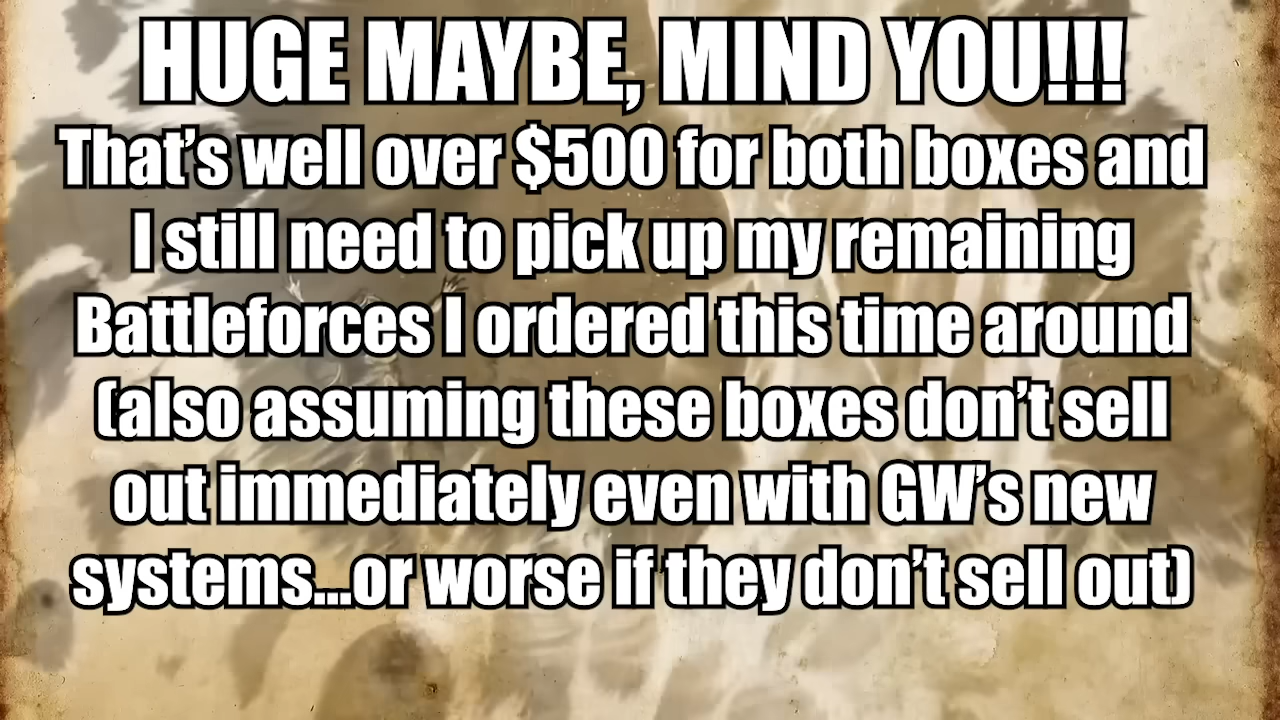 HUGE MAYBE, MIND YOU!!!
That’s well over $500 for both boxes and
I still need to pick up my remaining
Battleforces I ordered this time around
(also assuming these boxes don’t sell
out immediately even with GW’s new
systems...or worse if they don’t sell out)